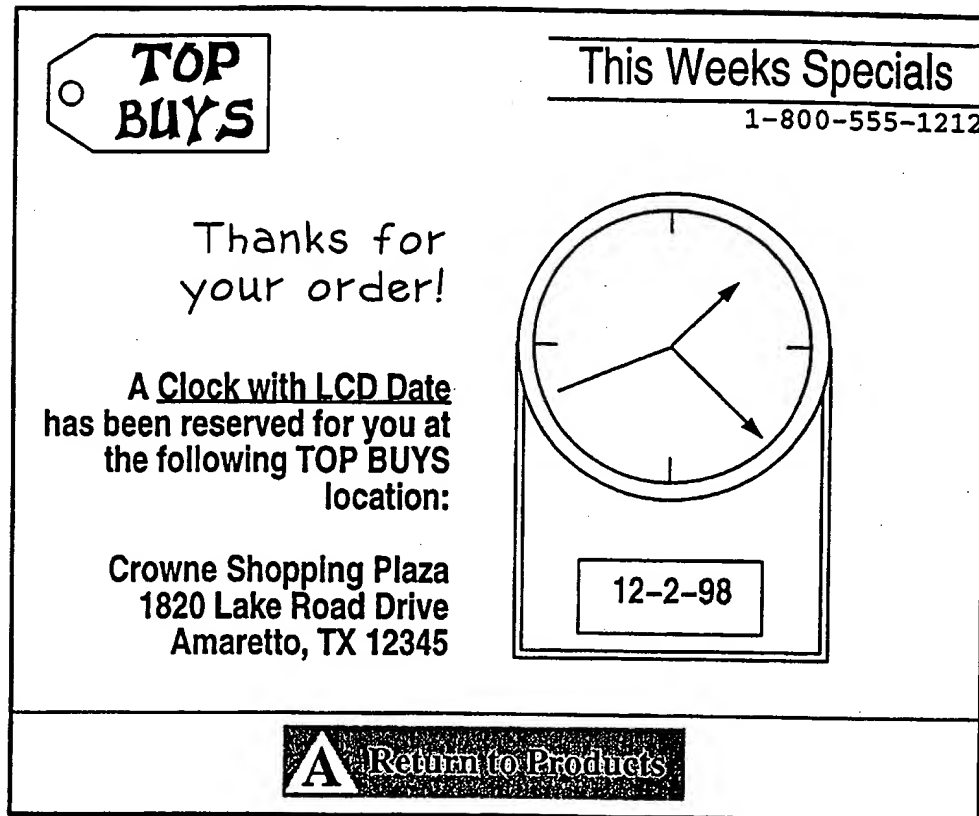 TOP
BUYS
This Weeks Specials
1-800-555-1212
Thanks for
your order!
A Clock with LCD Date
has been reserved for you at
the following TOP BUYS
location:
Crowne Shopping Plaza
1820 Lake Road Drive
Amaretto, TX 12345
12-2-98
A Return to Products